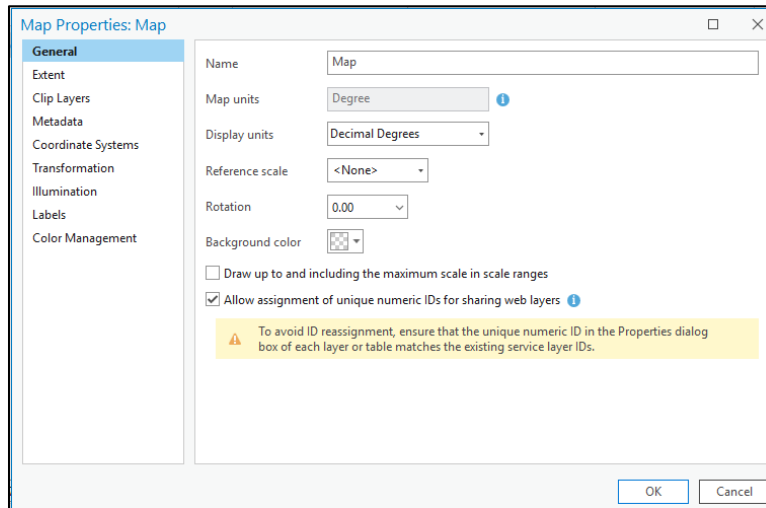 Map Properties: Map
General
Extent
Clip Layers
Metadata
Coordinate Systems
Transformation
Illumination
Labels
Color Management
Name Map
Map units Degree
Display units Decimal Degrees
Reference scale <None>
Rotation 0.00
Background color
Draw up to and including the maximum scale in scale ranges
Allow assignment of unique numeric IDs for sharing web layers
To avoid ID reassignment, ensure that the unique numeric ID in the Properties dialog
box of each layer or table matches the existing service layer IDs.
OK Cancel